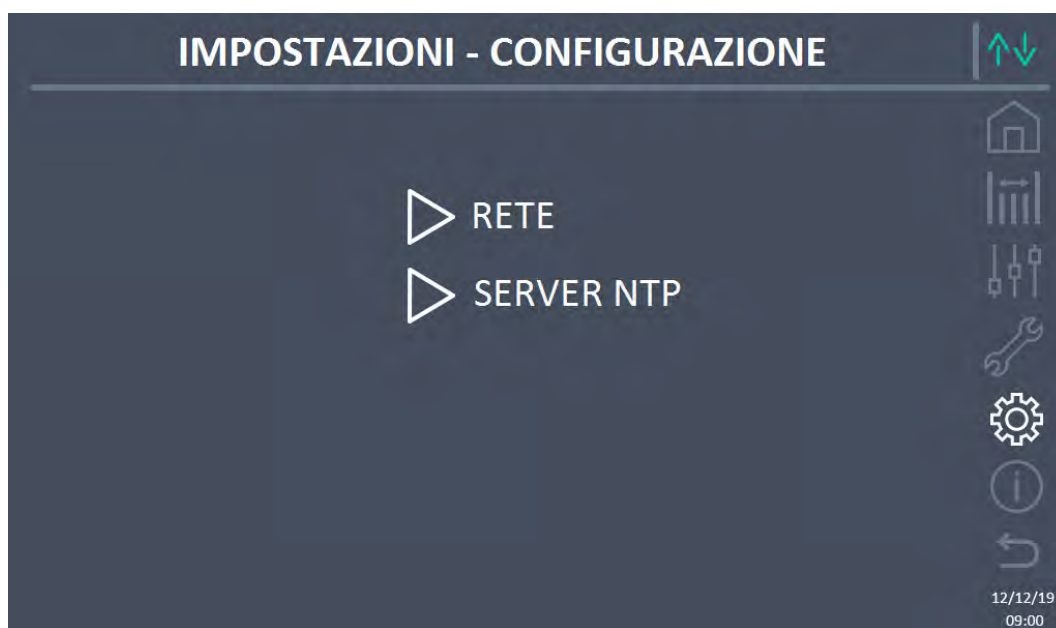 IMPOSTAZIONI - CONFIGURAZIONE
RETE
SERVER NTP
12/12/19
09:00